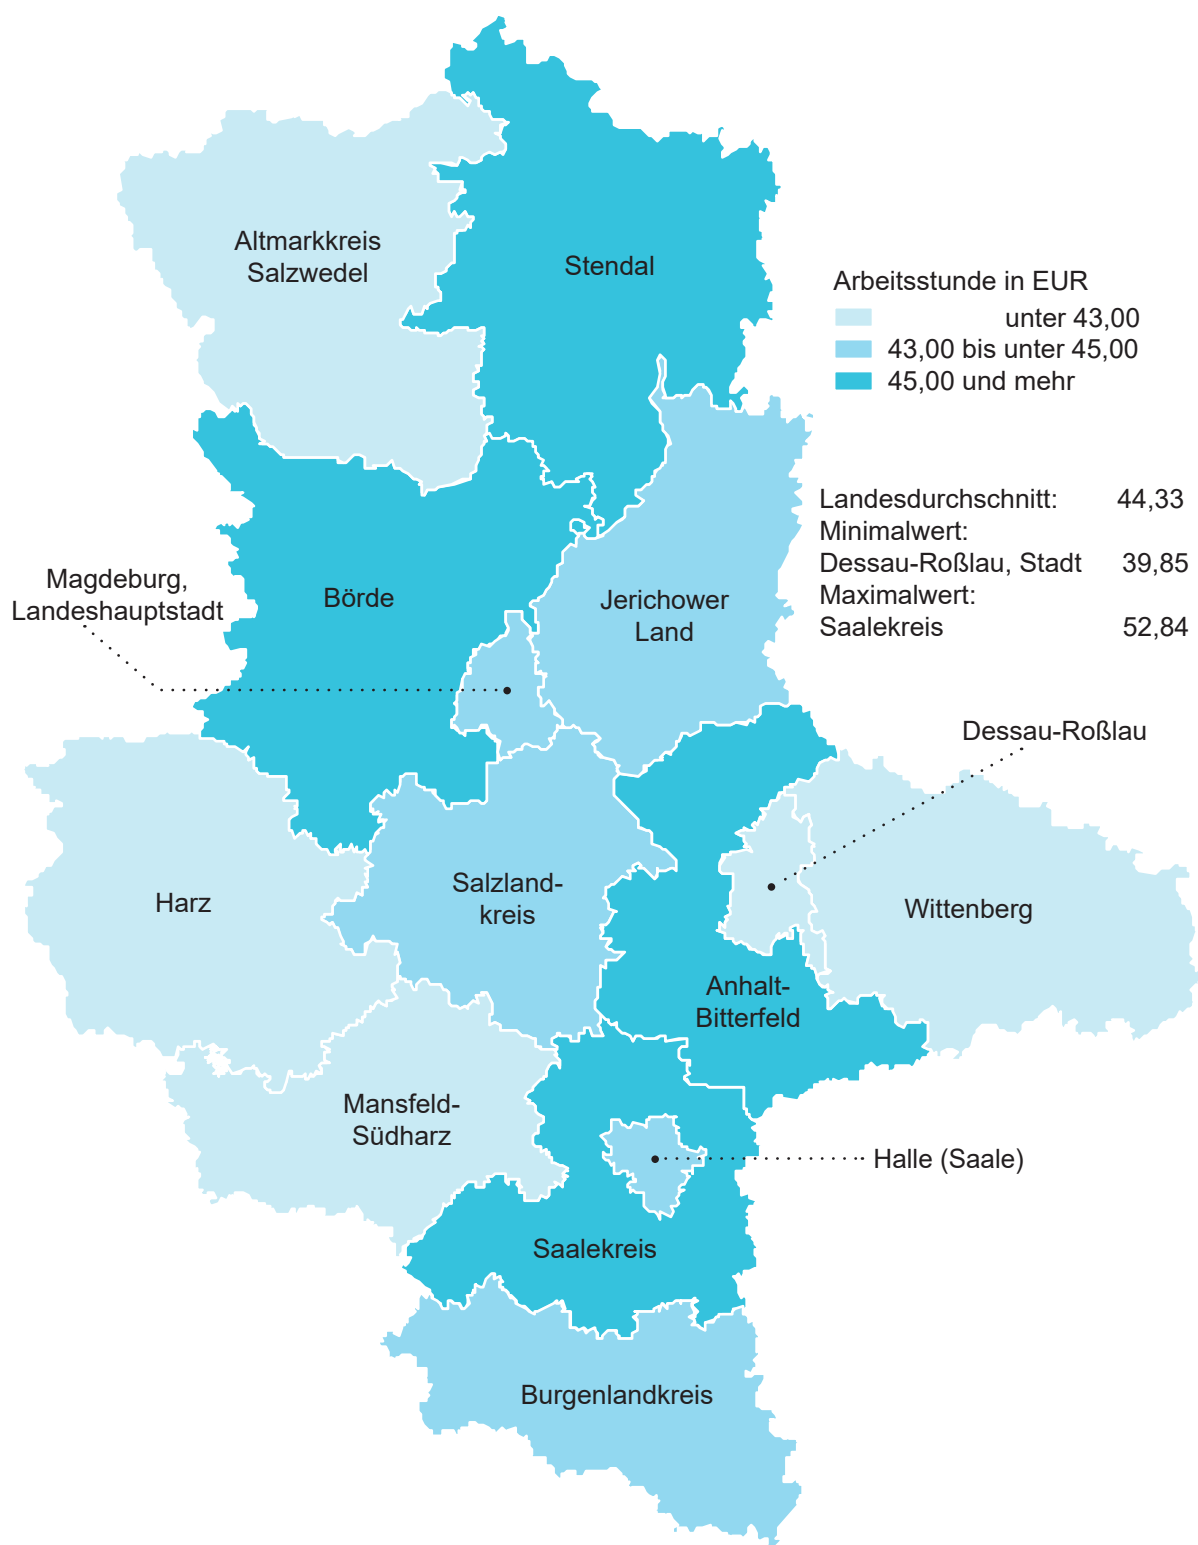 Altmarkkreis
Salzwedel
Stendal
Arbeitsstunde in EUR
unter 43,00
43,00 bis unter 45,00
45,00 und mehr
Landesdurchschnitt: 44,33
Minimalwert:
Dessau-Roßlau, Stadt 39,85
Maximalwert:
Saalekreis 52,84
Magdeburg,
Landeshauptstadt
Börde
Jerichower
Land
Dessau-Roßlau
Harz
Salzland-
kreis
Wittenberg
Anhalt-
Bitterfeld
Mansfeld-
Südharz
Halle (Saale)
Saalekreis
Burgenlandkreis